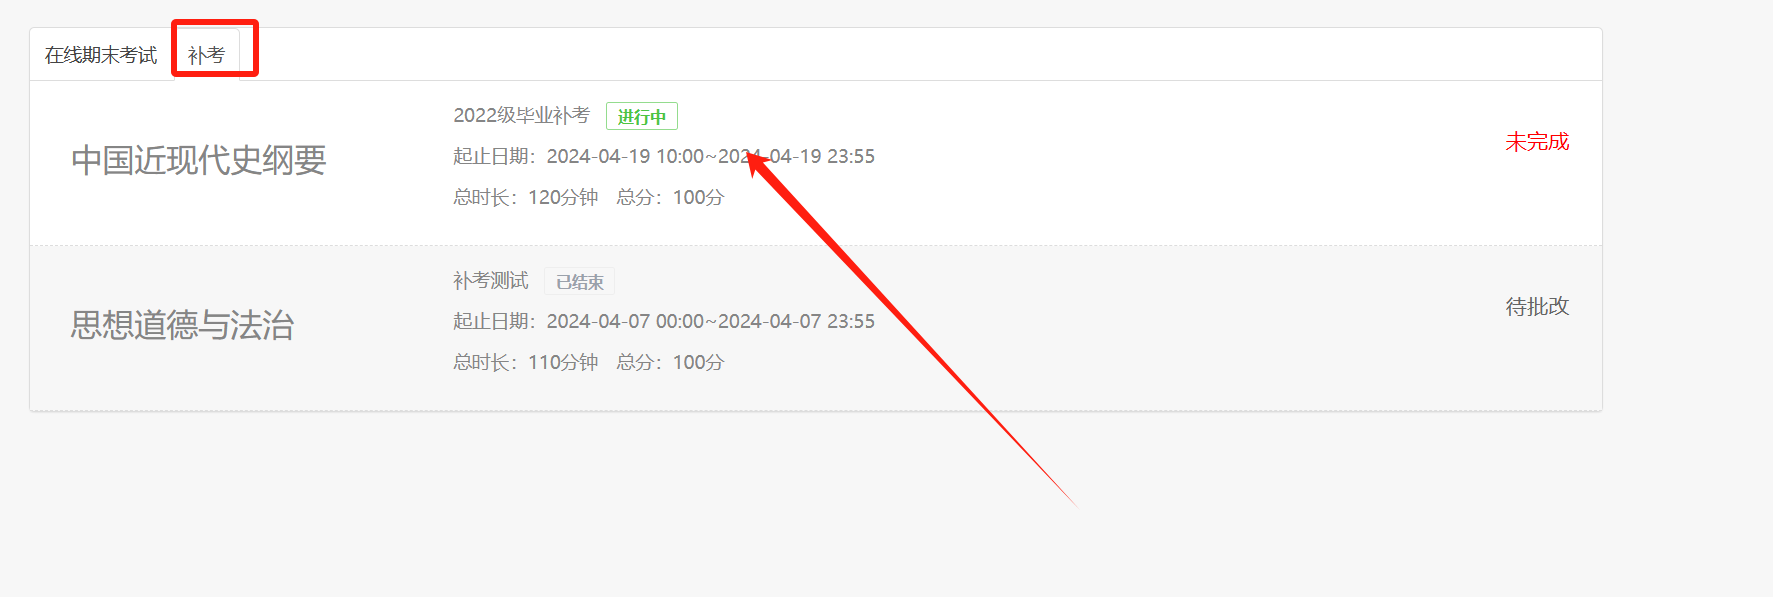 在线期末考试 补考
中国近现代史纲要
2022级毕业补考 进行中
起止日期：2024-04-19 10:00~2024-04-19 23:55
总时长：120分钟 总分：100分
未完成
思想道德与法治
补考测试 已结束
起止日期：2024-04-07 00:00~2024-04-07 23:55
总时长：110分钟 总分：100分
待批改